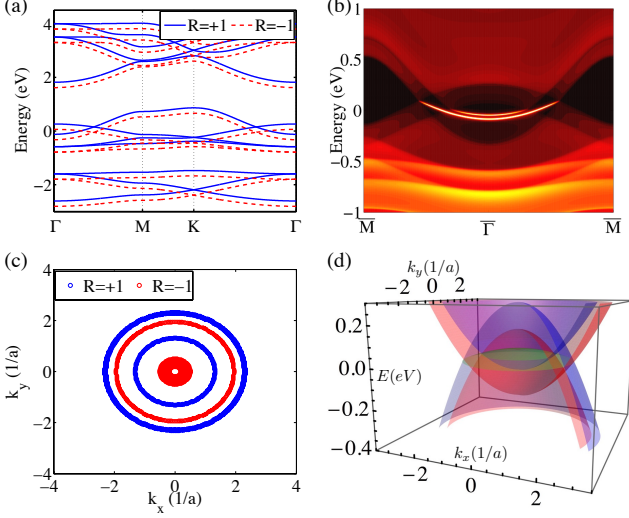 (a)
R=+1 R=−1
Energy (eV)
4
2
0
−2
Γ M K Γ
(b)
Energy (eV)
1
0.5
0
−0.5
−1
M̅ Γ̅ M̅
(c)
R=+1 R=−1
k_y (1/a)
4
2
0
−2
−4
−4 −2 0 2 4
k_x (1/a)
(d)
k_y(1/a)
−2 0 2
0.2
0.0
−0.2
−0.4
E(eV)
k_x(1/a)
−2 0 2